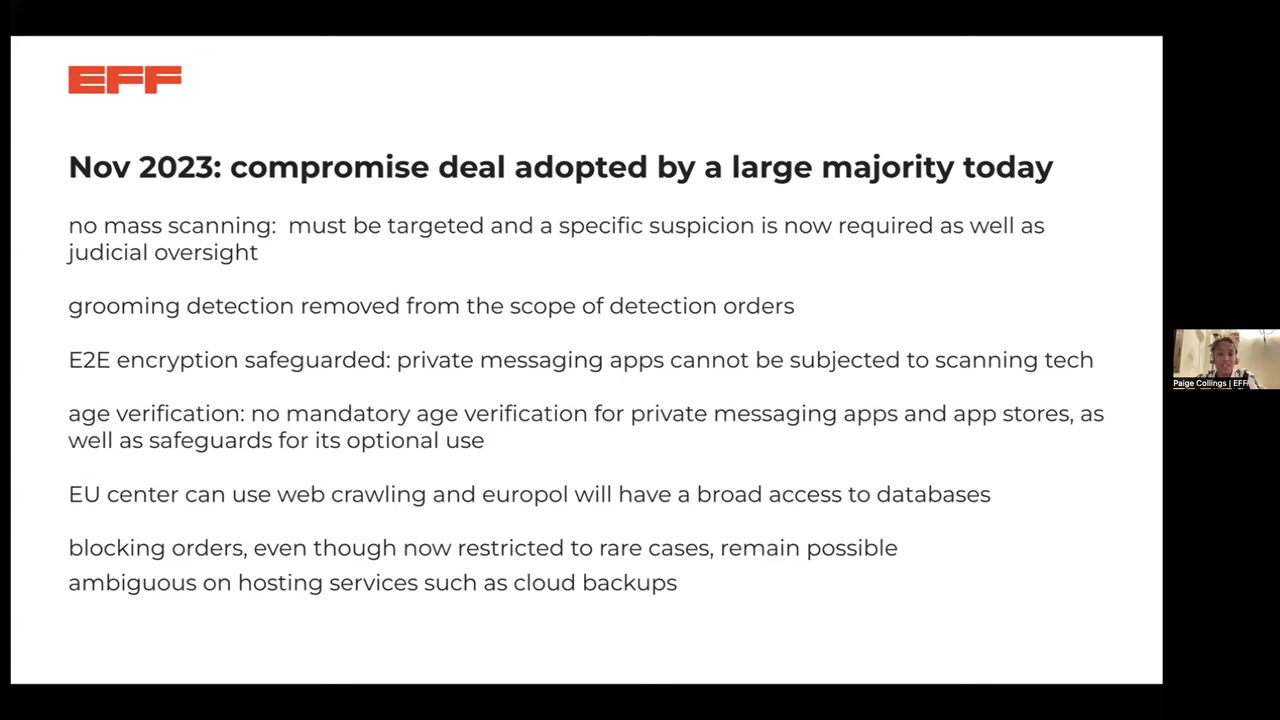 EFF
Nov 2023: compromise deal adopted by a large majority today
no mass scanning:  must be targeted and a specific suspicion is now required as well as
judicial oversight
grooming detection removed from the scope of detection orders
E2E encryption safeguarded: private messaging apps cannot be subjected to scanning tech
age verification: no mandatory age verification for private messaging apps and app stores, as
well as safeguards for its optional use
EU center can use web crawling and europol will have a broad access to databases
blocking orders, even though now restricted to rare cases, remain possible
ambiguous on hosting services such as cloud backups
Paige Collings | EFF